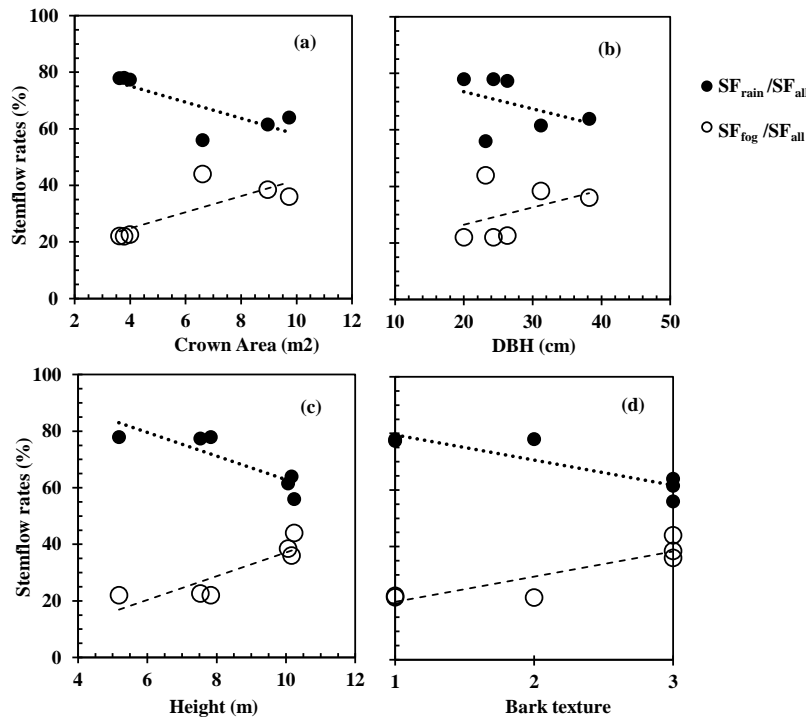 100
80
60
40
20
0
Stemflow rates (%)
(a)
2 4 6 8 10 12
Crown Area (m2)
(b)
10 20 30 40 50
DBH (cm)
SFrain /SFall
SFfog /SFall
100
80
60
40
20
0
Stemflow rates (%)
(c)
4 6 8 10 12
Height (m)
(d)
1 2 3
Bark texture